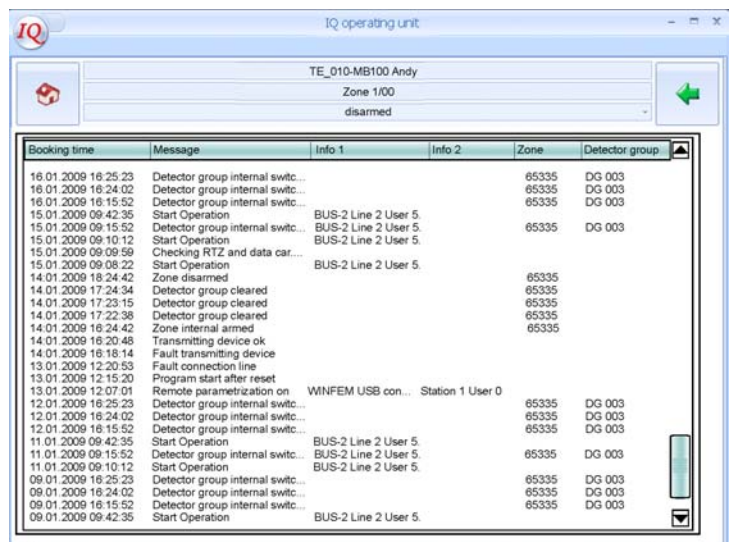 IQ
IQ operating unit
TE_010-MB100 Andy
Zone 1/00
disarmed
Booking time Message Info 1 Info 2 Zone Detector group
16.01.2009 16:25:23 Detector group internal switc... 65335 DG 003
16.01.2009 16:24:02 Detector group internal switc... 65335 DG 003
16.01.2009 16:15:52 Detector group internal switc... 65335 DG 003
15.01.2009 09:42:35 Start Operation BUS-2 Line 2 User 5.
15.01.2009 09:15:52 Detector group internal switc... BUS-2 Line 2 User 5. 65335 DG 003
15.01.2009 09:10:12 Start Operation BUS-2 Line 2 User 5.
15.01.2009 09:09:59 Checking RTZ and data car....
15.01.2009 09:08:22 Start Operation BUS-2 Line 2 User 5.
14.01.2009 18:24:42 Zone disarmed 65335
14.01.2009 17:24:34 Detector group cleared 65335
14.01.2009 17:23:15 Detector group cleared 65335
14.01.2009 17:22:38 Detector group cleared 65335
14.01.2009 16:24:42 Zone internal armed 65335
14.01.2009 16:20:48 Transmitting device ok
14.01.2009 16:18:14 Fault transmitting device
13.01.2009 12:20:53 Fault connection line
13.01.2009 12:15:20 Program start after reset
13.01.2009 12:07:01 Remote parametrization on WINFEM USB con... Station 1 User 0
12.01.2009 16:25:23 Detector group internal switc... 65335 DG 003
12.01.2009 16:24:02 Detector group internal switc... 65335 DG 003
12.01.2009 16:15:52 Detector group internal switc... 65335 DG 003
11.01.2009 09:42:35 Start Operation BUS-2 Line 2 User 5.
11.01.2009 09:15:52 Detector group internal switc... BUS-2 Line 2 User 5. 65335 DG 003
11.01.2009 09:10:12 Start Operation BUS-2 Line 2 User 5.
09.01.2009 16:25:23 Detector group internal switc... 65335 DG 003
09.01.2009 16:24:02 Detector group internal switc... 65335 DG 003
09.01.2009 16:15:52 Detector group internal switc... 65335 DG 003
09.01.2009 09:42:35 Start Operation BUS-2 Line 2 User 5.